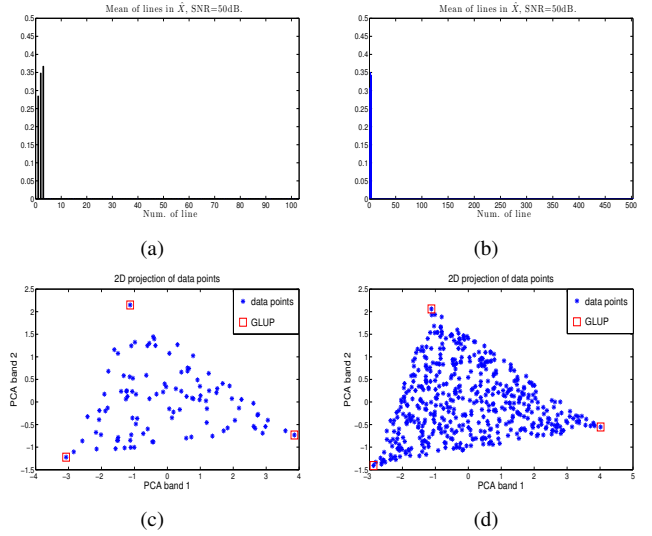 Mean of lines in X̂, SNR=50dB.
0.5
0.45
0.4
0.35
0.3
0.25
0.2
0.15
0.1
0.05
0
0 10 20 30 40 50 60 70 80 90 100
Num. of line
(a)
Mean of lines in X̂, SNR=50dB.
0.5
0.45
0.4
0.35
0.3
0.25
0.2
0.15
0.1
0.05
0
0 50 100 150 200 250 300 350 400 450 500
Num. of line
(b)
2D projection of data points
2.5
2
1.5
1
0.5
0
−0.5
−1
−1.5
PCA band 2
data points
GLUP
−4 −3 −2 −1 0 1 2 3 4
PCA band 1
(c)
2D projection of data points
2.5
2
1.5
1
0.5
0
−0.5
−1
−1.5
PCA band 2
data points
GLUP
−3 −2 −1 0 1 2 3 4 5
PCA band 1
(d)